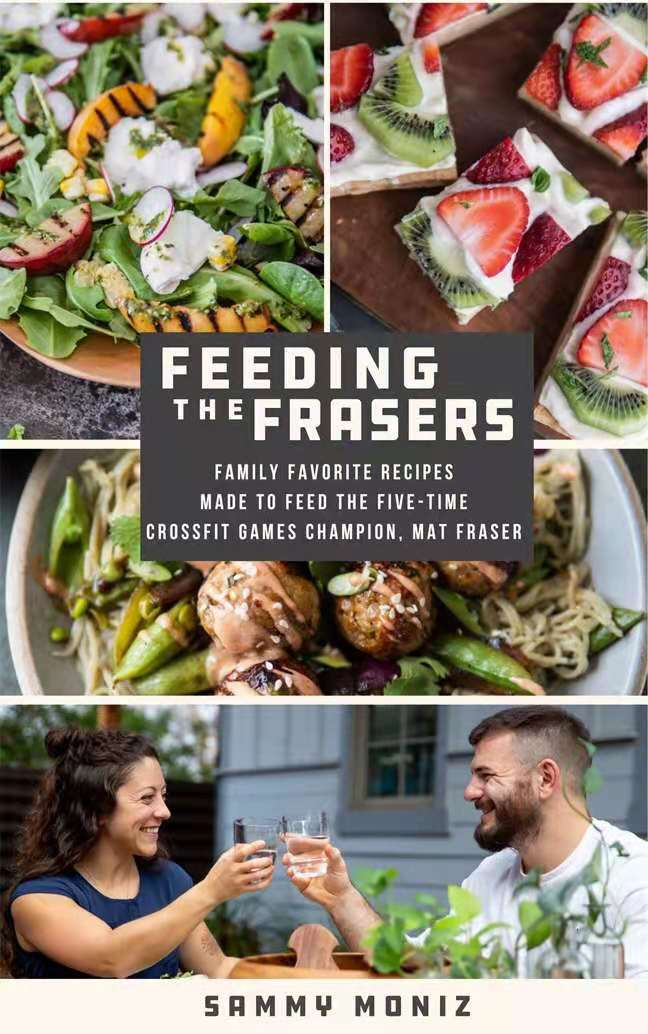 FEEDING
THE FRASERS
FAMILY FAVORITE RECIPES
MADE TO FEED THE FIVE-TIME
CROSSFIT GAMES CHAMPION, MAT FRASER
SAMMY MONIZ